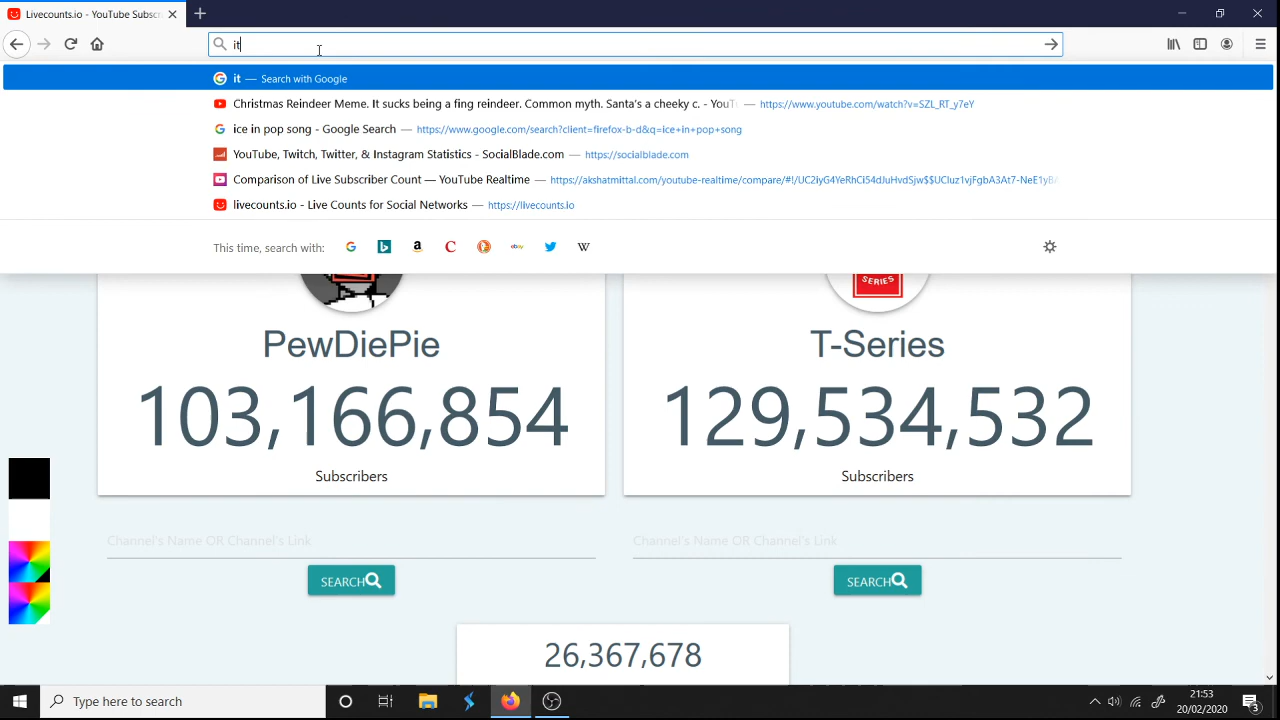 Livecounts.io - YouTube Subscr
it
it — Search with Google
Christmas Reindeer Meme. It sucks being a fing reindeer. Common myth. Santa's a cheeky c. - YouT — https://www.youtube.com/watch?v=SZL_RT_y7eY
ice in pop song - Google Search — https://www.google.com/search?client=firefox-b-d&q=ice+in+pop+song
YouTube, Twitch, Twitter, & Instagram Statistics - SocialBlade.com — https://socialblade.com
Comparison of Live Subscriber Count — YouTube Realtime — https://akshatmittal.com/youtube-realtime/compare/#!/UC2iyG4YeRhCi54dJuHvdSjw$$UCluz1vjFgbA3At7-NeE1yBA
livecounts.io - Live Counts for Social Networks — https://livecounts.io
This time, search with:
SERIES
PewDiePie T-Series
103,166,854 129,534,532
Subscribers Subscribers
Channel's Name OR Channel's Link Channel's Name OR Channel's Link
SEARCH SEARCH
26,367,678
Type here to search
21:53
20/02/2020
3